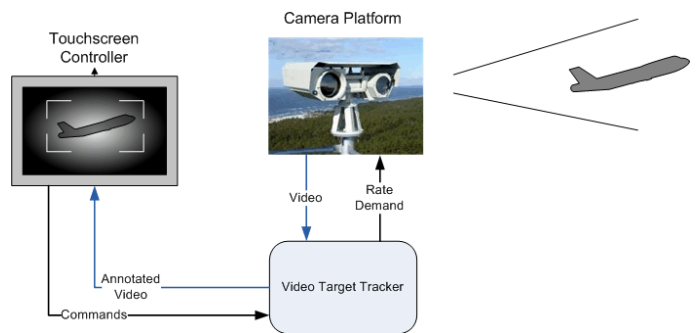 Camera Platform
Touchscreen
Controller
Video
Rate
Demand
Annotated
Video
Video Target Tracker
Commands